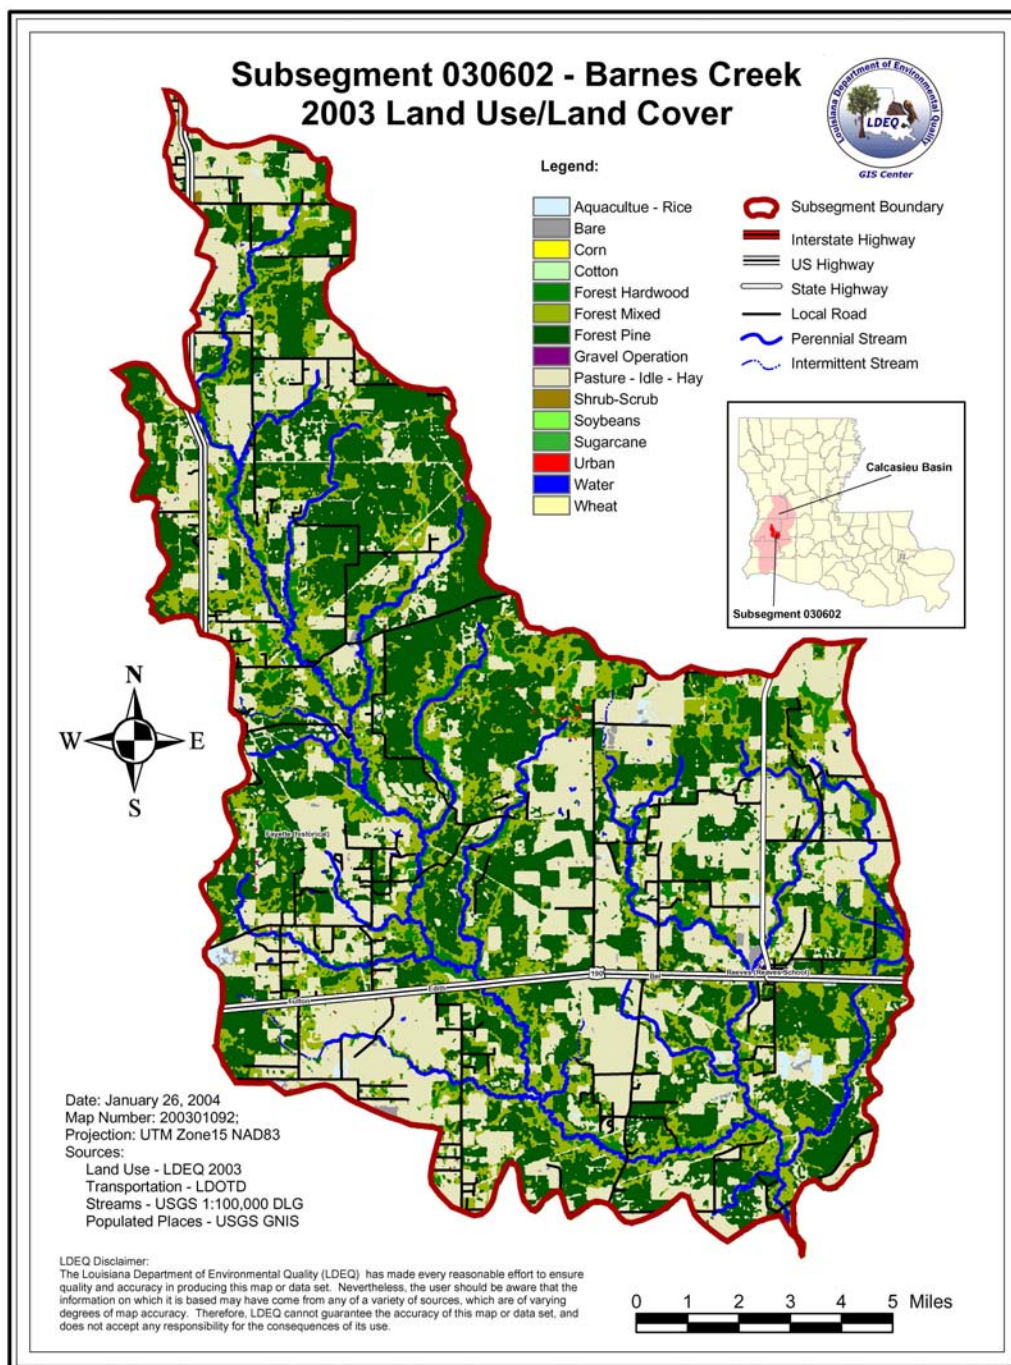 Subsegment 030602 - Barnes Creek
2003 Land Use/Land Cover
Louisiana Department of Environmental Quality
LDEQ
GIS Center
Legend:
Aquacultue - Rice
Bare
Corn
Cotton
Forest Hardwood
Forest Mixed
Forest Pine
Gravel Operation
Pasture - Idle - Hay
Shrub-Scrub
Soybeans
Sugarcane
Urban
Water
Wheat
Subsegment Boundary
Interstate Highway
US Highway
State Highway
Local Road
Perennial Stream
Intermittent Stream
Calcasieu Basin
Subsegment 030602
N
W
E
S
Fayette (historical)
190
Bel
Reeves (Reaves School)
Edith
Fulton
Date: January 26, 2004
Map Number: 200301092;
Projection: UTM Zone15 NAD83
Sources:
Land Use - LDEQ 2003
Transportation - LDOTD
Streams - USGS 1:100,000 DLG
Populated Places - USGS GNIS
LDEQ Disclaimer:
The Louisiana Department of Environmental Quality (LDEQ) has made every reasonable effort to ensure
quality and accuracy in producing this map or data set. Nevertheless, the user should be aware that the
information on which it is based may have come from any of a variety of sources, which are of varying
degrees of map accuracy. Therefore, LDEQ cannot guarantee the accuracy of this map or data set, and
does not accept any responsibility for the consequences of its use.
0 1 2 3 4 5 Miles